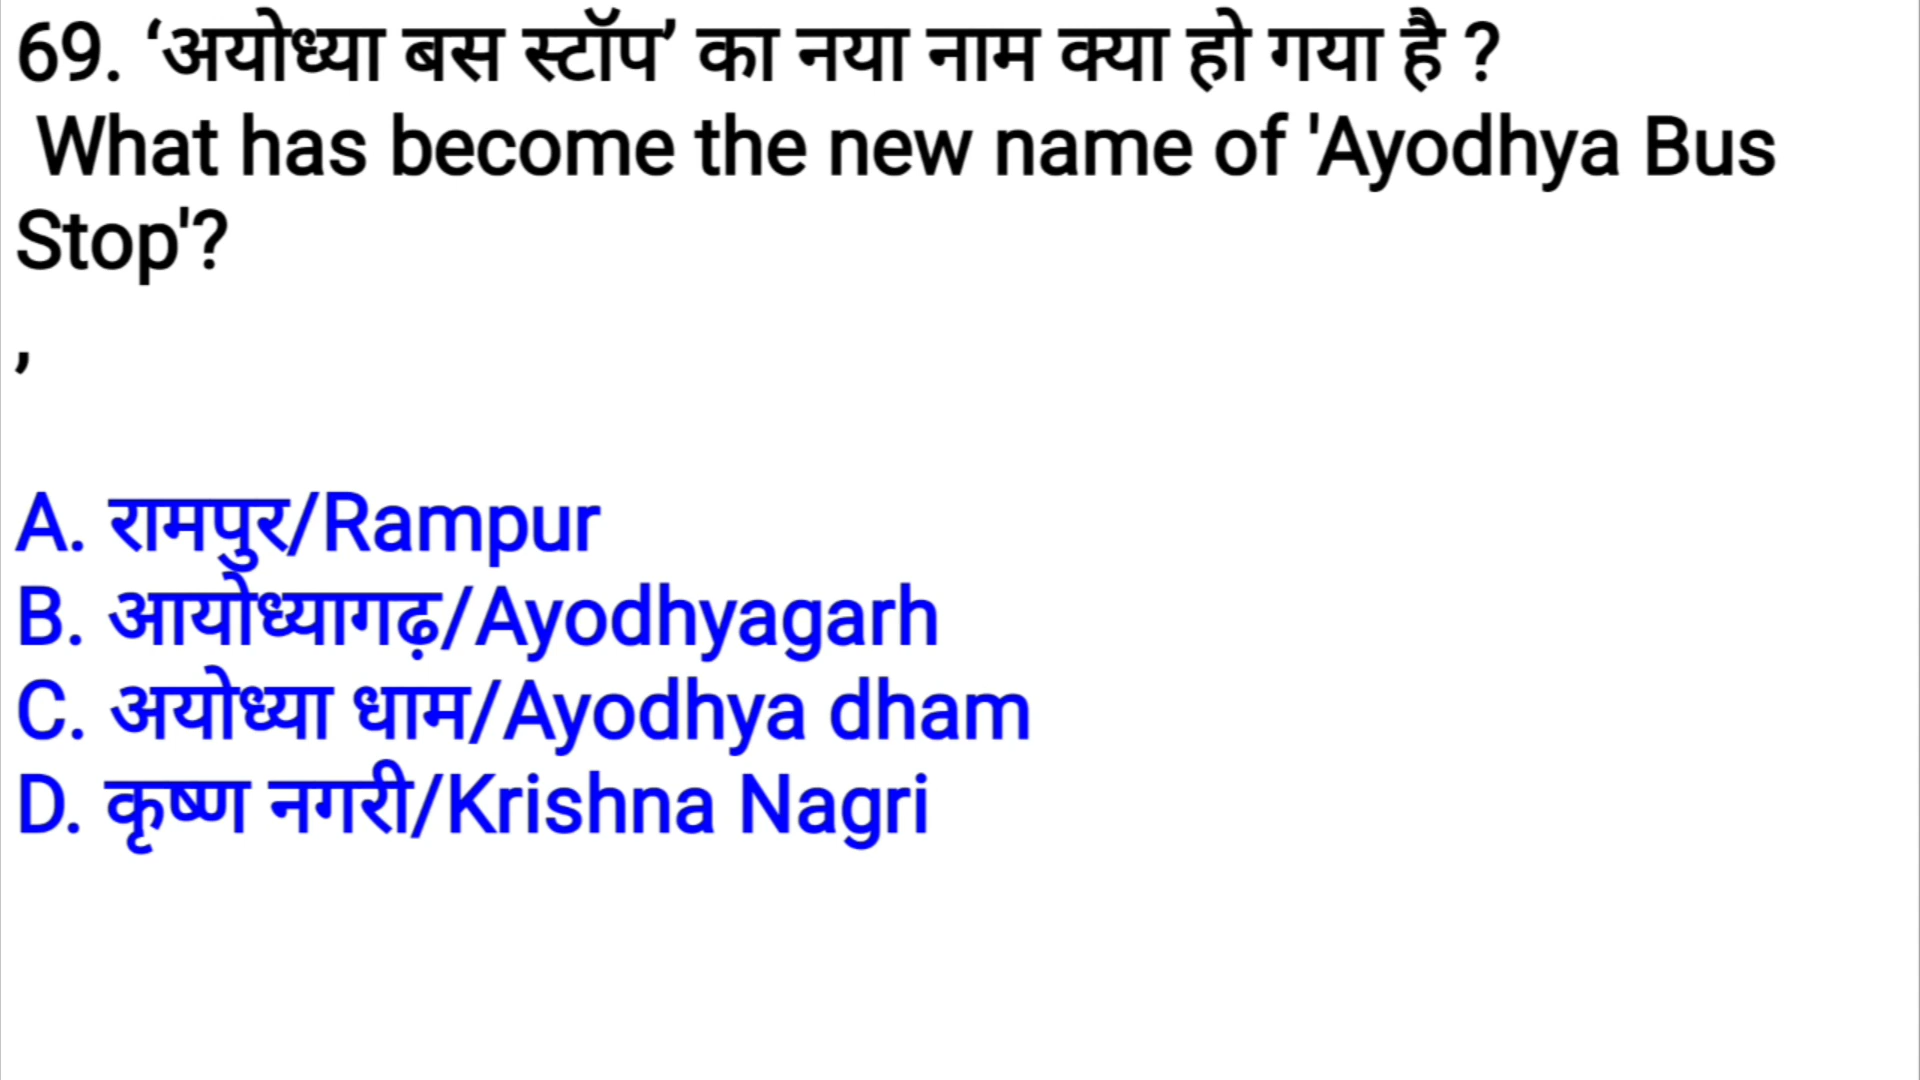 69. ‘अयोध्या बस स्टॉप’ का नया नाम क्या हो गया है ?
What has become the new name of 'Ayodhya Bus
Stop'?
,
A. रामपुर/Rampur
B. आयोध्यागढ़/Ayodhyagarh
C. अयोध्या धाम/Ayodhya dham
D. कृष्ण नगरी/Krishna Nagri